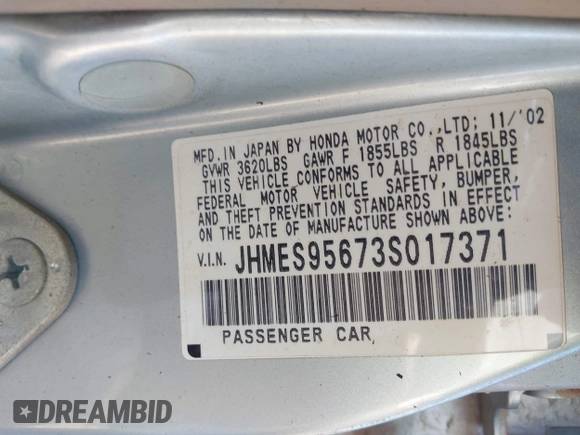 MFD.IN JAPAN BY HONDA MOTOR CO.,LTD; 11/'02
GVWR 3620LBS GAWR F 1855LBS R 1845LBS
THIS VEHICLE CONFORMS TO ALL APPLICABLE
FEDERAL MOTOR VEHICLE SAFETY, BUMPER,
AND THEFT PREVENTION STANDARDS IN EFFECT
ON THE DATE OF MANUFACTURE SHOWN ABOVE:
V.I.N. JHMES95673S017371
PASSENGER CAR
DREAMBID